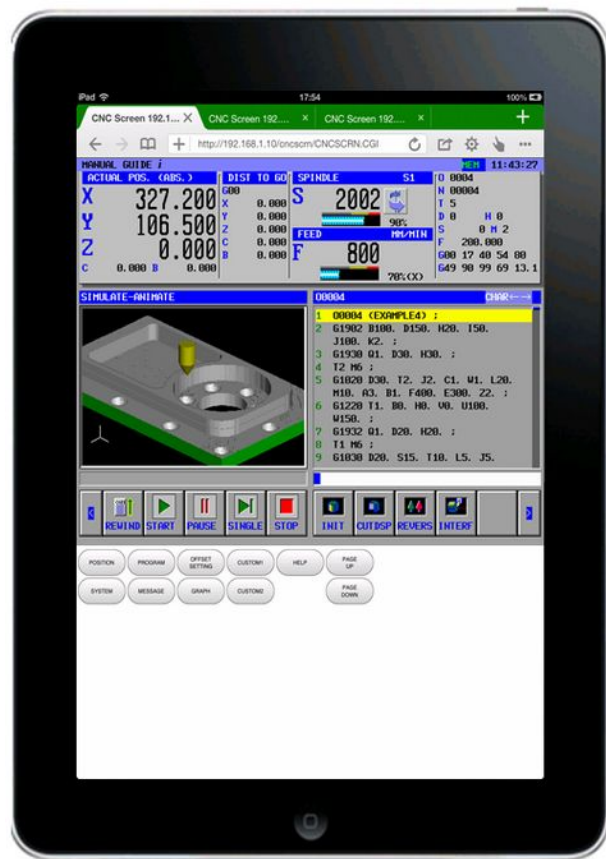 iPad 17:54 100%
CNC Screen 192.1... × CNC Screen 192.... × CNC Screen 192.... × +
http://192.168.1.10/cncscrn/CNCSCRN.CGI
MANUAL GUIDE i MEM 11:43:27
ACTUAL POS. (ABS.) DIST TO GO SPINDLE S1 O 0004
X 327.200 G00 S 2002 N 00004
X 0.000 T 5
Y 106.500 Y 0.000 90% D 0 H 0
Z 0.000 FEED MM/MIN S 0 M 2
Z 0.000 C 0.000 F 800 F 200.000
B 0.000 G00 17 40 54 80
C 0.000 B 0.000 70%(X) G49 90 99 69 13.1
SIMULATE-ANIMATE O0004 CHAR←→
1 O0004 (EXAMPLE4) ;
2 G1902 B100. D150. H20. I50.
J100. K2. ;
3 G1930 Q1. D30. H30. ;
4 T2 M6 ;
5 G1020 D30. T2. J2. C1. W1. L20.
M10. A3. B1. F400. E300. Z2. ;
6 G1220 T1. B0. H0. V0. U100.
W150. ;
7 G1932 Q1. D20. H20. ;
8 T1 M6 ;
9 G1030 D20. S15. T10. L5. J5.
< REWIND START PAUSE SINGLE STOP INIT CUTDSP REVERS INTERF >
POSITION PROGRAM OFFSET SETTING CUSTOM1 HELP PAGE UP
SYSTEM MESSAGE GRAPH CUSTOM2 PAGE DOWN